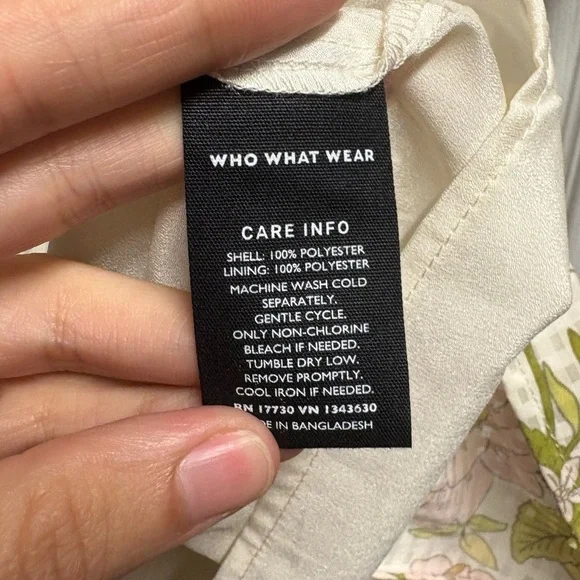 WHO WHAT WEAR
CARE INFO
SHELL: 100% POLYESTER
LINING: 100% POLYESTER
MACHINE WASH COLD
SEPARATELY.
GENTLE CYCLE.
ONLY NON-CHLORINE
BLEACH IF NEEDED.
TUMBLE DRY LOW.
REMOVE PROMPTLY.
COOL IRON IF NEEDED.
RN 17730 VN 1343630
IN BANGLADESH